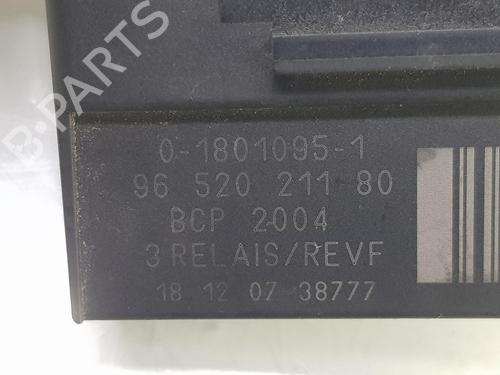 B-PARTS
0-1801095-1
96 520 211 80
BCP 2004
3 RELAIS/REVF
18 12 07 38777